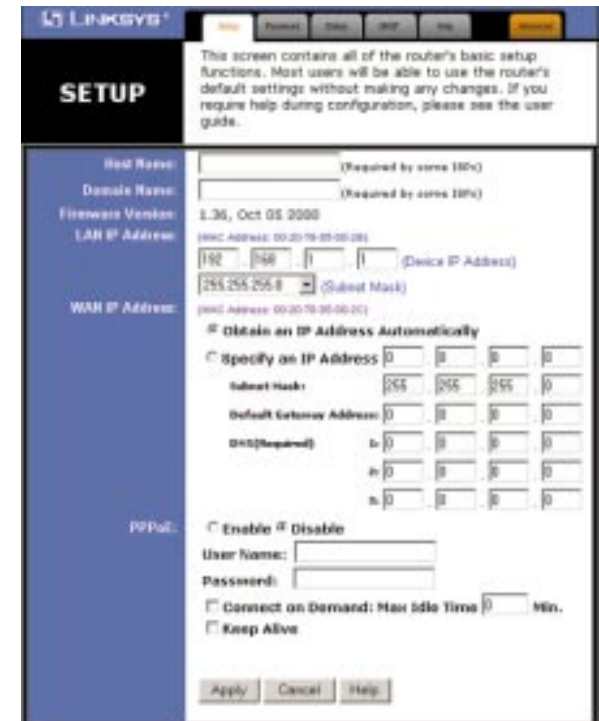 LINKSYS®
Setup Password Status DHCP Help Advanced
SETUP
This screen contains all of the router's basic setup
functions. Most users will be able to use the router's
default settings without making any changes. If you
require help during configuration, please see the user
guide.
Host Name: (Required by some ISPs)
Domain Name: (Required by some ISPs)
Firmware Version: 1.36, Oct 05 2000
LAN IP Address: (MAC Address:
192 . 168 . 1 . 1 (Device IP Address)
255.255.255.0 (Subnet Mask)
WAN IP Address: (MAC Address:
Obtain an IP Address Automatically
Specify an IP Address 0 . 0 . 0 . 0
Subnet Mask: 255 . 255 . 255 . 0
Default Gateway Address: 0 . 0 . 0 . 0
DNS(Required) 1: 0 . 0 . 0 . 0
2: 0 . 0 . 0 . 0
3: 0 . 0 . 0 . 0
PPPoE: Enable Disable
User Name:
Password:
Connect on Demand: Max Idle Time 0 Min.
Keep Alive
Apply Cancel Help